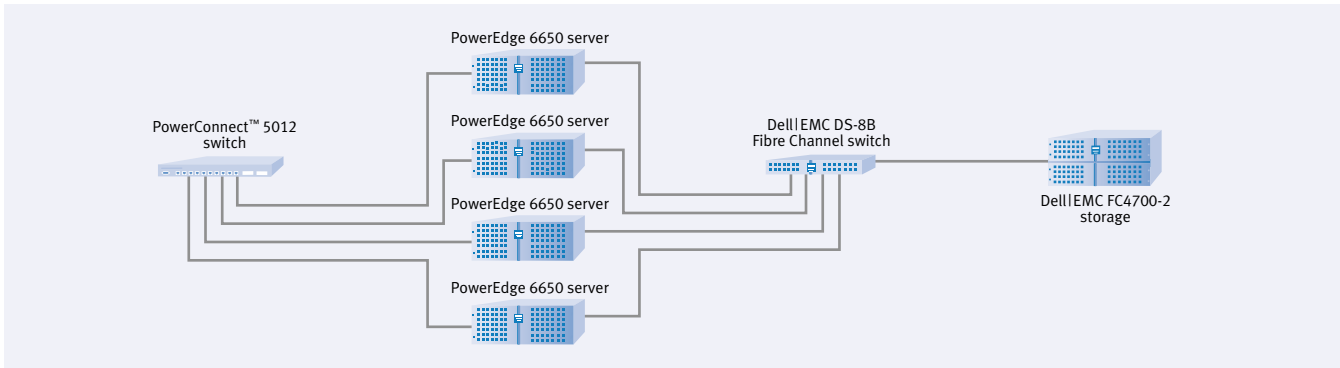 PowerEdge 6650 server
PowerEdge 6650 server
PowerConnect™ 5012
switch
Dell|EMC DS-8B
Fibre Channel switch
PowerEdge 6650 server
Dell|EMC FC4700-2
storage
PowerEdge 6650 server